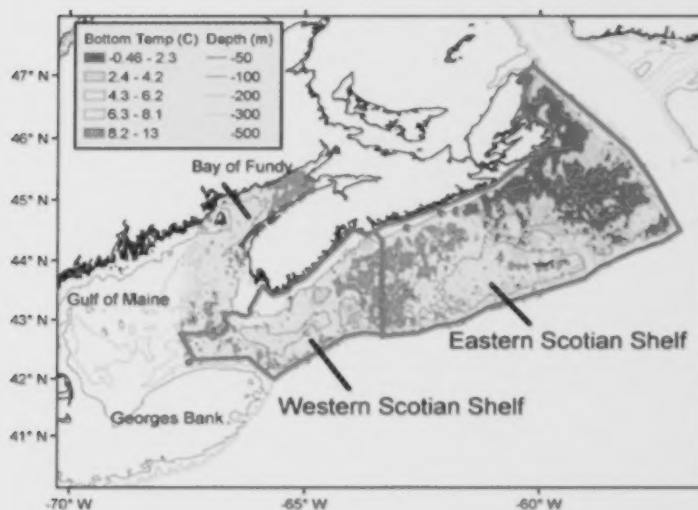 Bottom Temp (C) Depth (m)
-0.46 - 2.3 -50
2.4 - 4.2 -100
4.3 - 6.2 -200
6.3 - 8.1 -300
8.2 - 13 -500
47° N
46° N
45° N
44° N
43° N
42° N
41° N
Bay of Fundy
Gulf of Maine
Eastern Scotian Shelf
Western Scotian Shelf
Georges Bank
-70° W -65° W -60° W